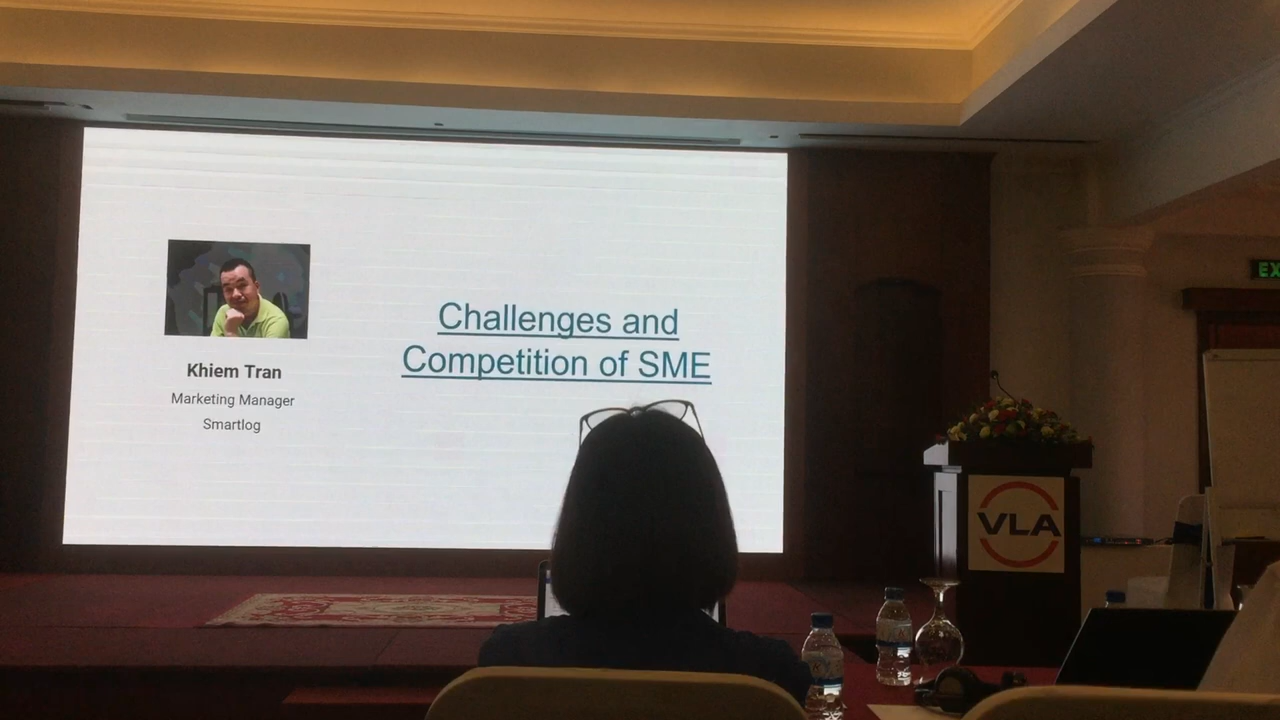 Challenges and
Competition of SME
Khiem Tran
Marketing Manager
Smartlog
VLA
EX